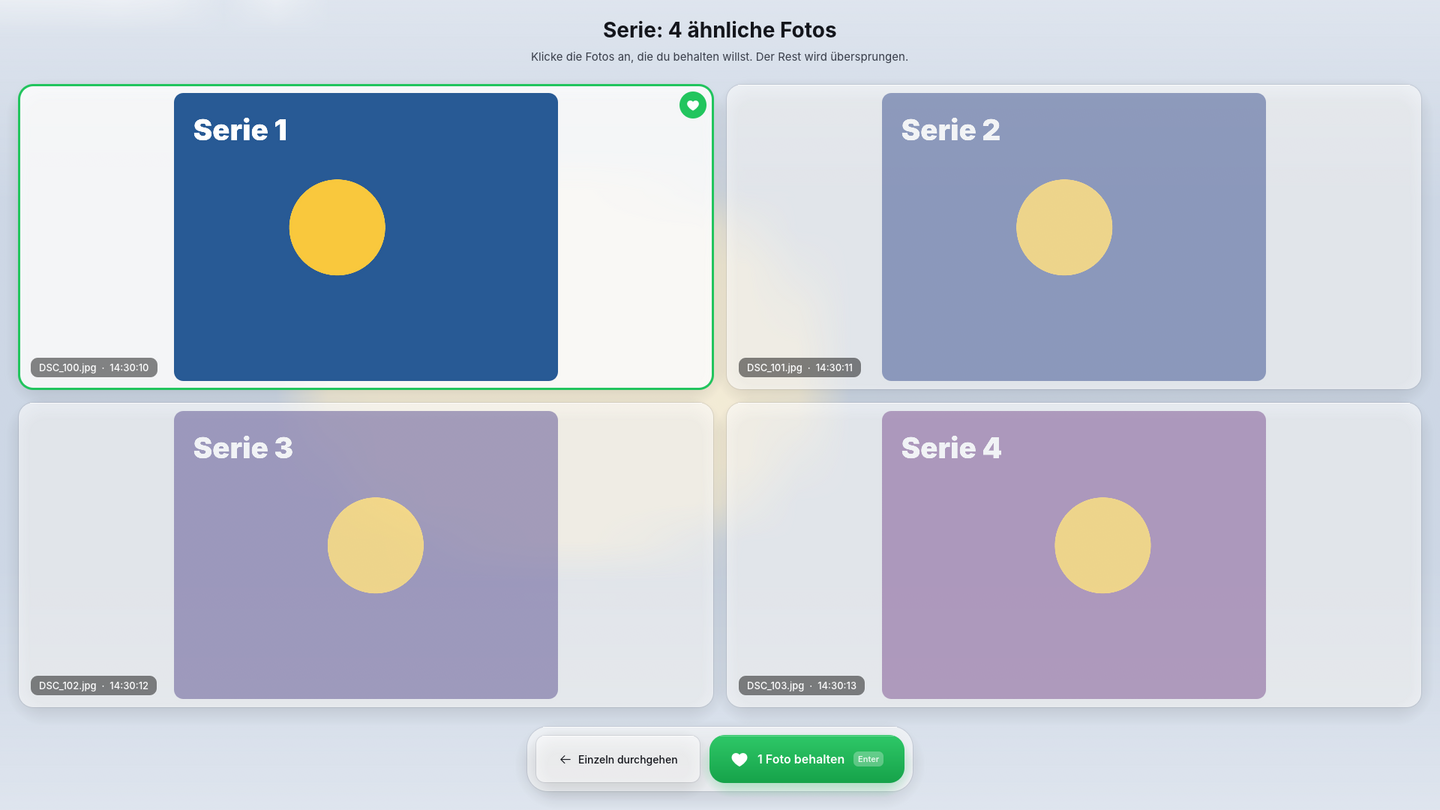 Serie: 4 ähnliche Fotos
Klicke die Fotos an, die du behalten willst. Der Rest wird übersprungen.
Serie 1
DSC_100.jpg · 14:30:10
Serie 2
DSC_101.jpg · 14:30:11
Serie 3
DSC_102.jpg · 14:30:12
Serie 4
DSC_103.jpg · 14:30:13
← Einzeln durchgehen
1 Foto behalten Enter